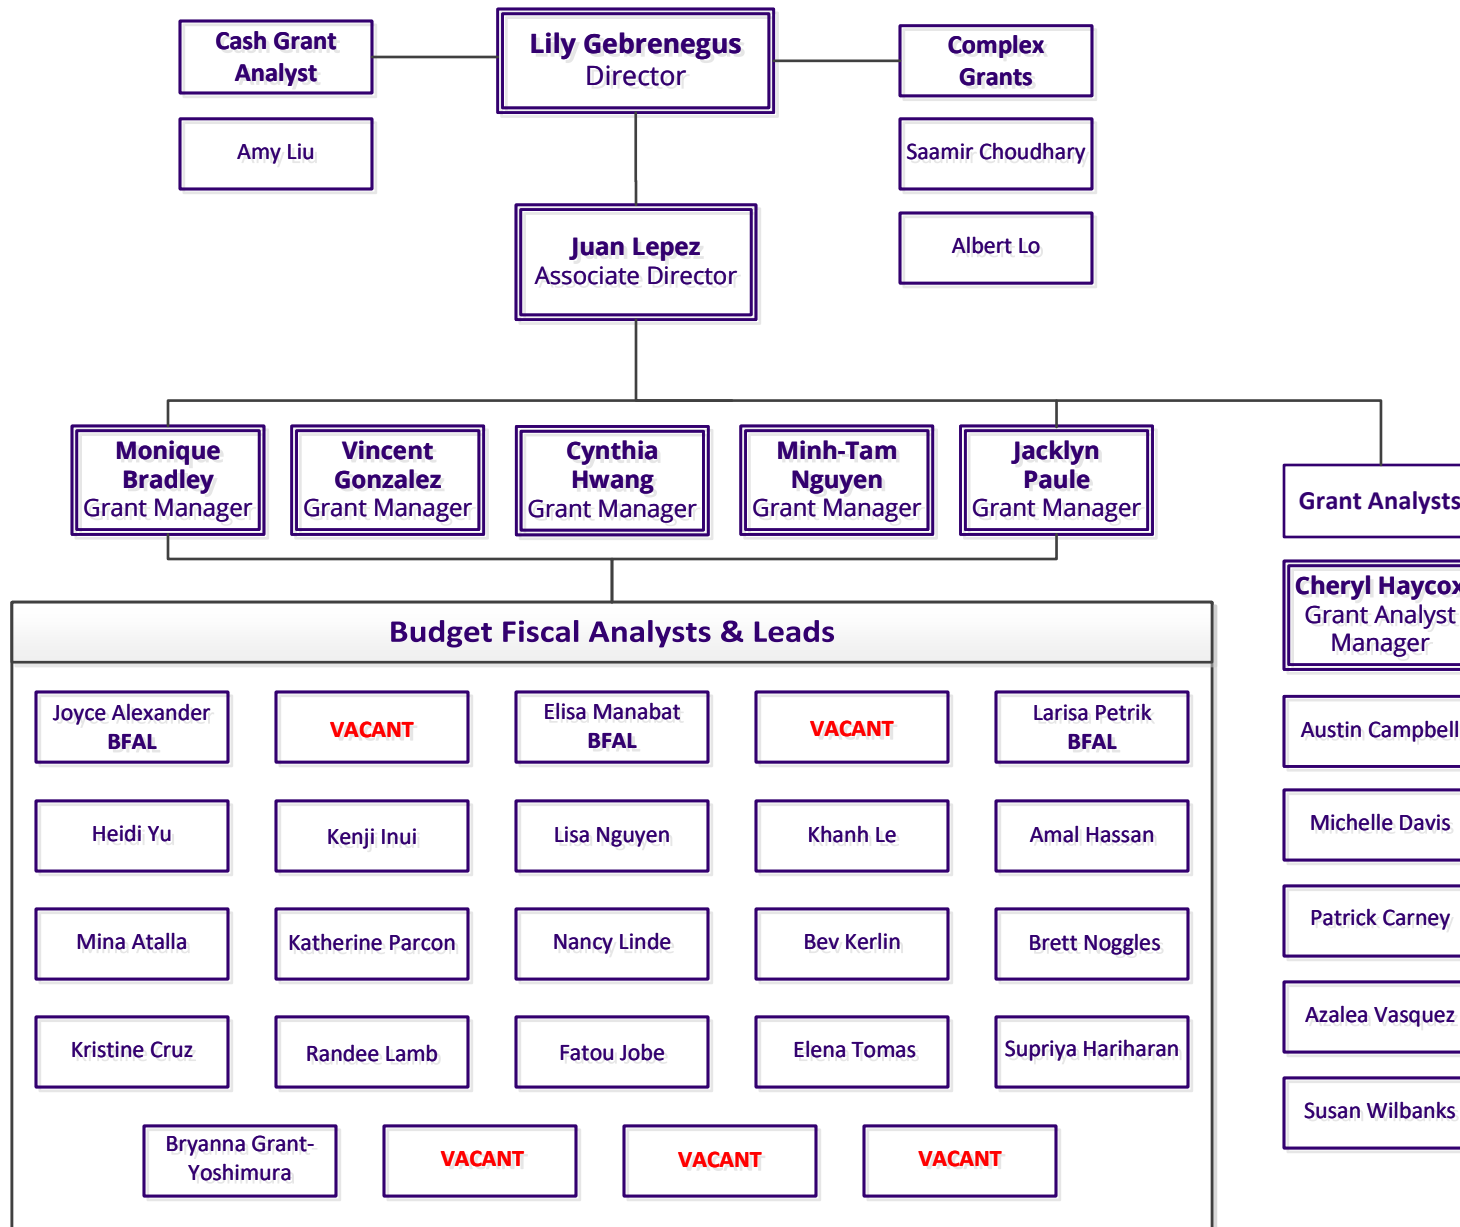 Cash Grant
Analyst
Lily Gebrenegus
Director
Complex
Grants
Amy Liu
Saamir Choudhary
Albert Lo
Juan Lepez
Associate Director
Monique
Bradley
Grant Manager
Vincent
Gonzalez
Grant Manager
Cynthia
Hwang
Grant Manager
Minh-Tam
Nguyen
Grant Manager
Jacklyn
Paule
Grant Manager
Grant Analysts
Cheryl Haycox
Grant Analyst
Manager
Austin Campbell
Michelle Davis
Patrick Carney
Azalea Vasquez
Susan Wilbanks
Budget Fiscal Analysts & Leads
Joyce Alexander
BFAL
VACANT
Elisa Manabat
BFAL
VACANT
Larisa Petrik
BFAL
Heidi Yu
Kenji Inui
Lisa Nguyen
Khanh Le
Amal Hassan
Mina Atalla
Katherine Parcon
Nancy Linde
Bev Kerlin
Brett Noggles
Kristine Cruz
Randee Lamb
Fatou Jobe
Elena Tomas
Supriya Hariharan
Bryanna Grant-
Yoshimura
VACANT
VACANT
VACANT